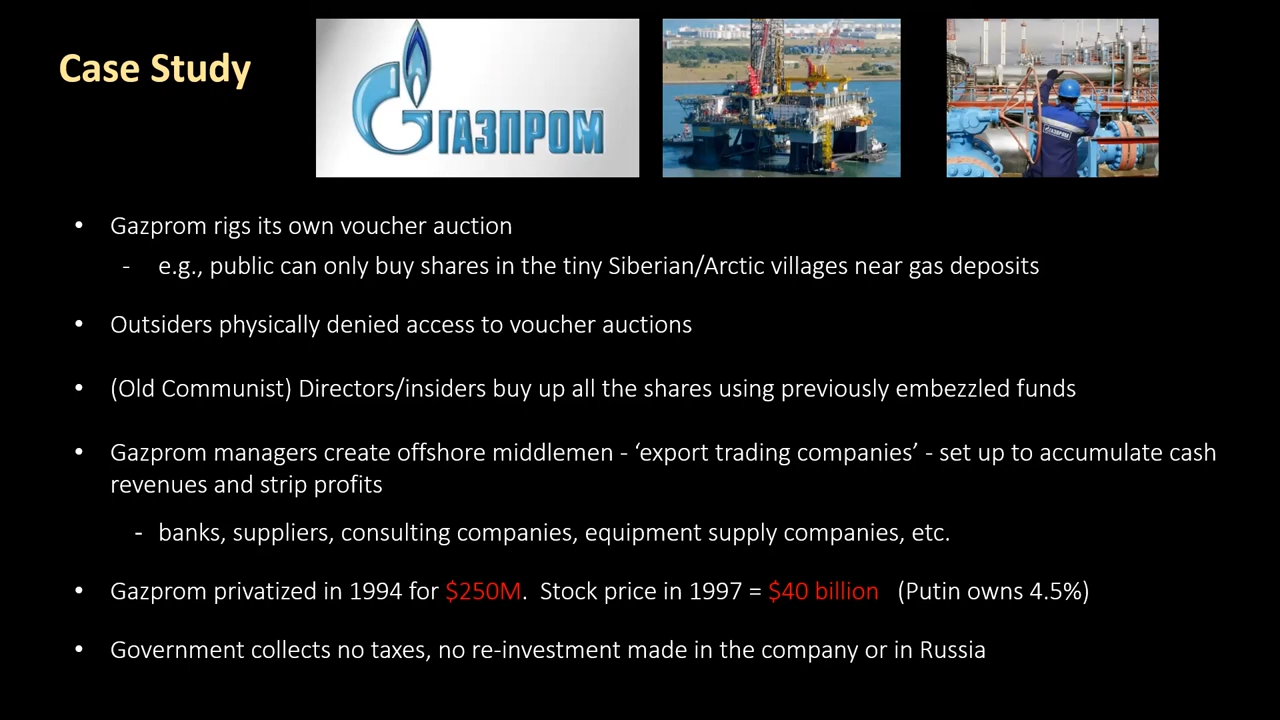 Case Study
ГАЗПРОМ
ГАЗПРОМ
• Gazprom rigs its own voucher auction
- e.g., public can only buy shares in the tiny Siberian/Arctic villages near gas deposits
• Outsiders physically denied access to voucher auctions
• (Old Communist) Directors/insiders buy up all the shares using previously embezzled funds
• Gazprom managers create offshore middlemen - ‘export trading companies’ - set up to accumulate cash
revenues and strip profits
- banks, suppliers, consulting companies, equipment supply companies, etc.
• Gazprom privatized in 1994 for $250M. Stock price in 1997 = $40 billion (Putin owns 4.5%)
• Government collects no taxes, no re-investment made in the company or in Russia